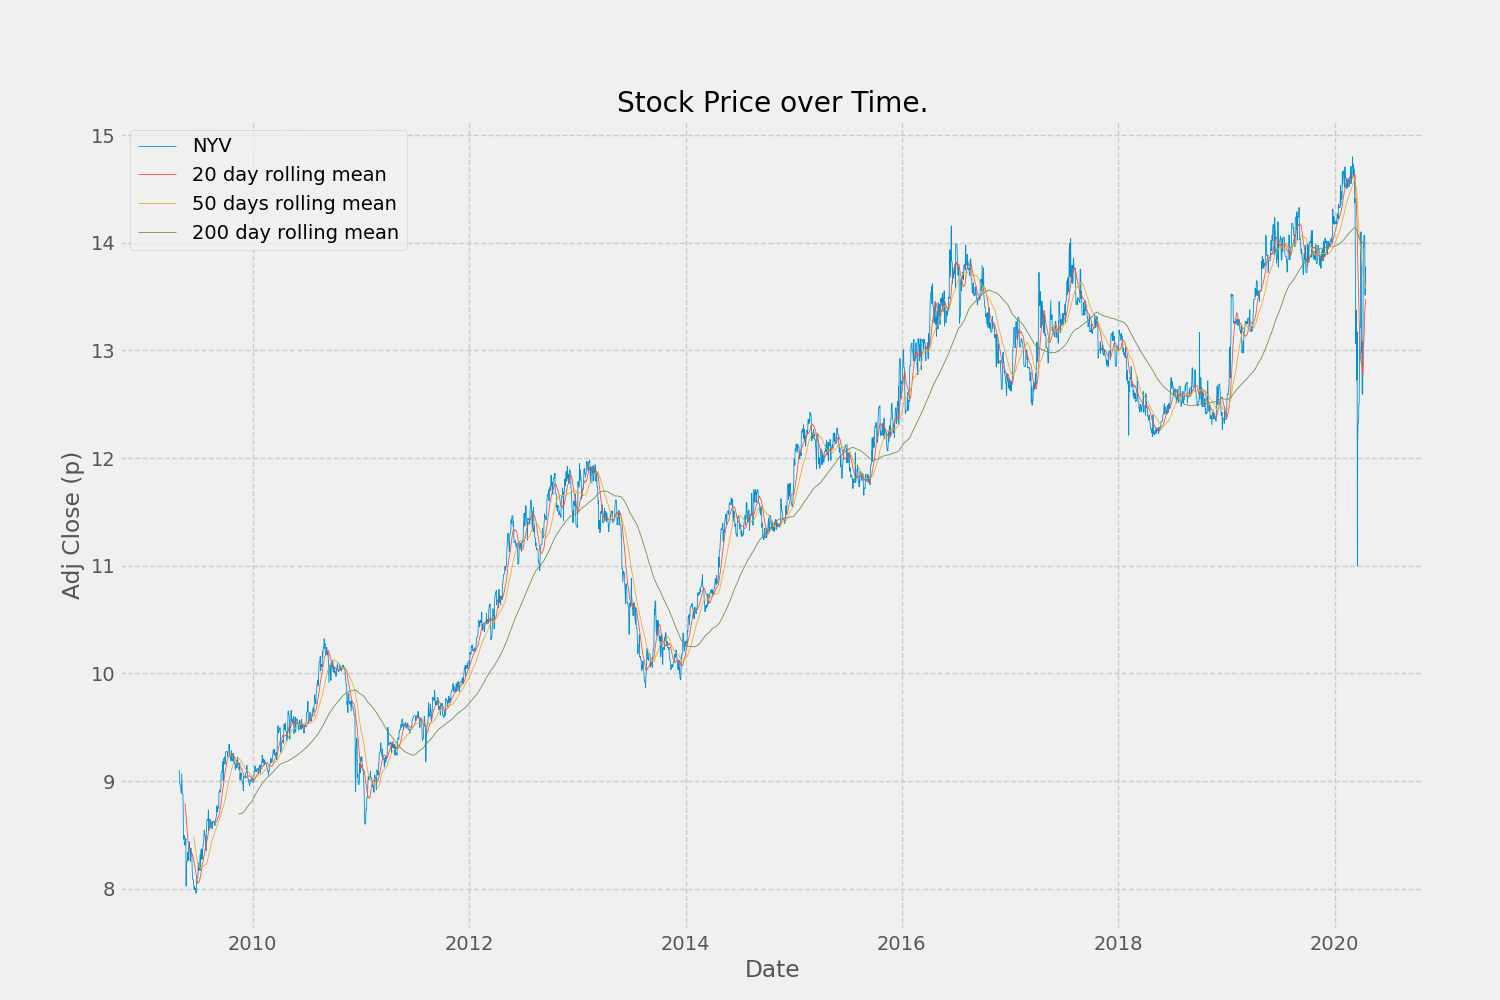 Stock Price over Time.
NYV
20 day rolling mean
50 days rolling mean
200 day rolling mean
15
14
13
12
11
10
9
8
Adj Close (p)
2010 2012 2014 2016 2018 2020
Date